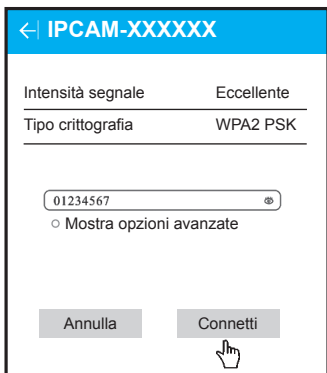 IPCAM-XXXXXX
Intensità segnale Eccellente
Tipo crittografia WPA2 PSK
01234567
Mostra opzioni avanzate
Annulla Connetti